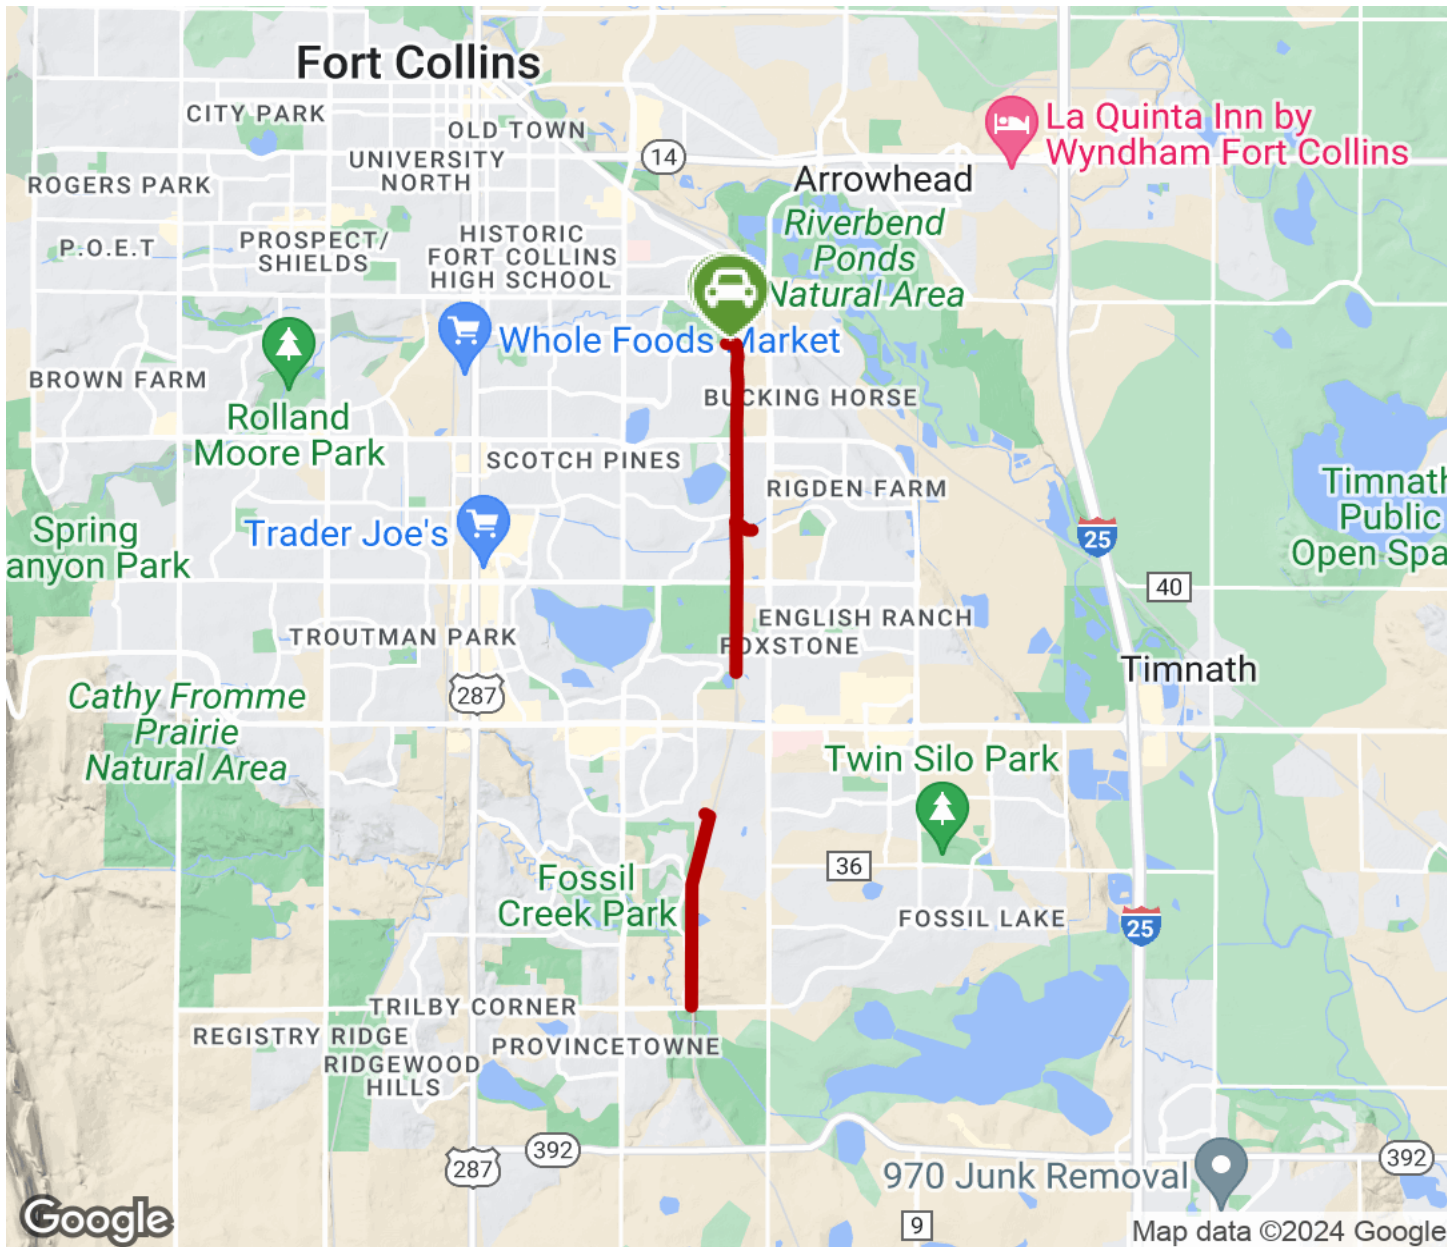 Fort Collins
CITY PARK
OLD TOWN
La Quinta Inn by
Wyndham Fort Collins
14
UNIVERSITY
NORTH
ROGERS PARK
Arrowhead
Riverbend
Ponds
Natural Area
P.O.E.T
PROSPECT/
SHIELDS
HISTORIC
FORT COLLINS
HIGH SCHOOL
Whole Foods Market
BROWN FARM
BUCKING HORSE
Rolland
Moore Park
SCOTCH PINES
RIGDEN FARM
Timnath
Public
Open Spa
Spring
anyon Park
Trader Joe's
25
40
ENGLISH RANCH
TROUTMAN PARK
FOXSTONE
Timnath
287
Cathy Fromme
Prairie
Natural Area
Twin Silo Park
36
Fossil
Creek Park
FOSSIL LAKE
25
TRILBY CORNER
REGISTRY RIDGE
PROVINCETOWNE
RIDGEWOOD
HILLS
392
287
392
970 Junk Removal
Google
9
Map data ©2024 Google